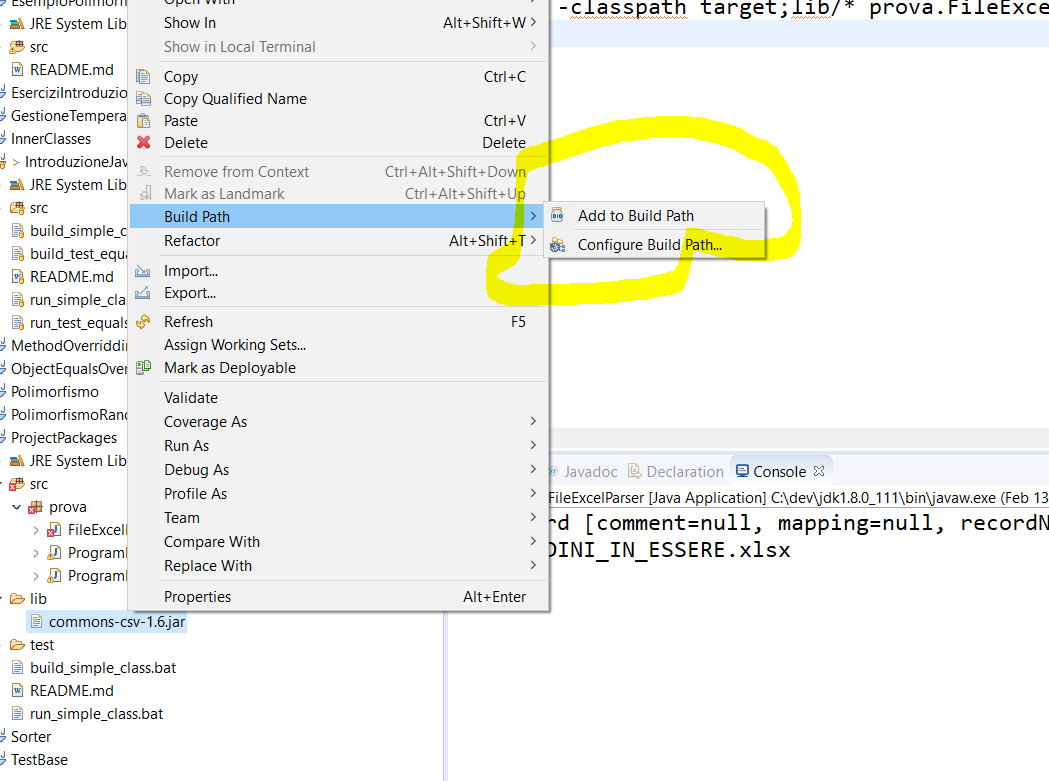 JRE System Lib
src
README.md
EserciziIntroduzio
GestioneTempera
InnerClasses
> IntroduzioneJav
JRE System Lib
src
build_simple_c
build_test_equa
README.md
run_simple_clas
run_test_equals
MethodOverridi
ObjectEqualsOver
Polimorfismo
PolimorfismoRand
ProjectPackages
JRE System Lib
src
prova
FileExcel
Program
Program
lib
commons-csv-1.6.jar
test
build_simple_class.bat
README.md
run_simple_class.bat
Sorter
TestBase
Open With
Show In Alt+Shift+W >
Show in Local Terminal >
Copy Ctrl+C
Copy Qualified Name
Paste Ctrl+V
Delete Delete
Remove from Context Ctrl+Alt+Shift+Down
Mark as Landmark Ctrl+Alt+Shift+Up
Build Path >
Refactor Alt+Shift+T >
Import...
Export...
Refresh F5
Assign Working Sets...
Mark as Deployable
Validate
Coverage As >
Run As >
Debug As >
Profile As >
Team >
Compare With >
Replace With >
Properties Alt+Enter
Add to Build Path
Configure Build Path...
-classpath target;lib/* prova.FileExce
@ Javadoc Declaration Console
FileExcelParser [Java Application] C:\dev\jdk1.8.0_111\bin\javaw.exe (Feb 13
rd [comment=null, mapping=null, recordN
DINI_IN_ESSERE.xlsx